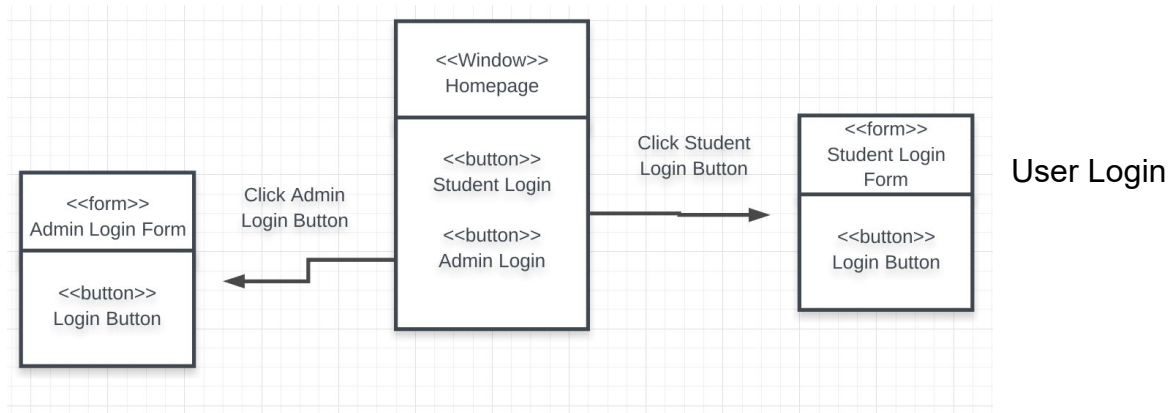 <<Window>>
Homepage
<<button>>
Student Login
<<button>>
Admin Login
Click Admin
Login Button
<<form>>
Admin Login Form
<<button>>
Login Button
Click Student
Login Button
<<form>>
Student Login
Form
<<button>>
Login Button
User Login